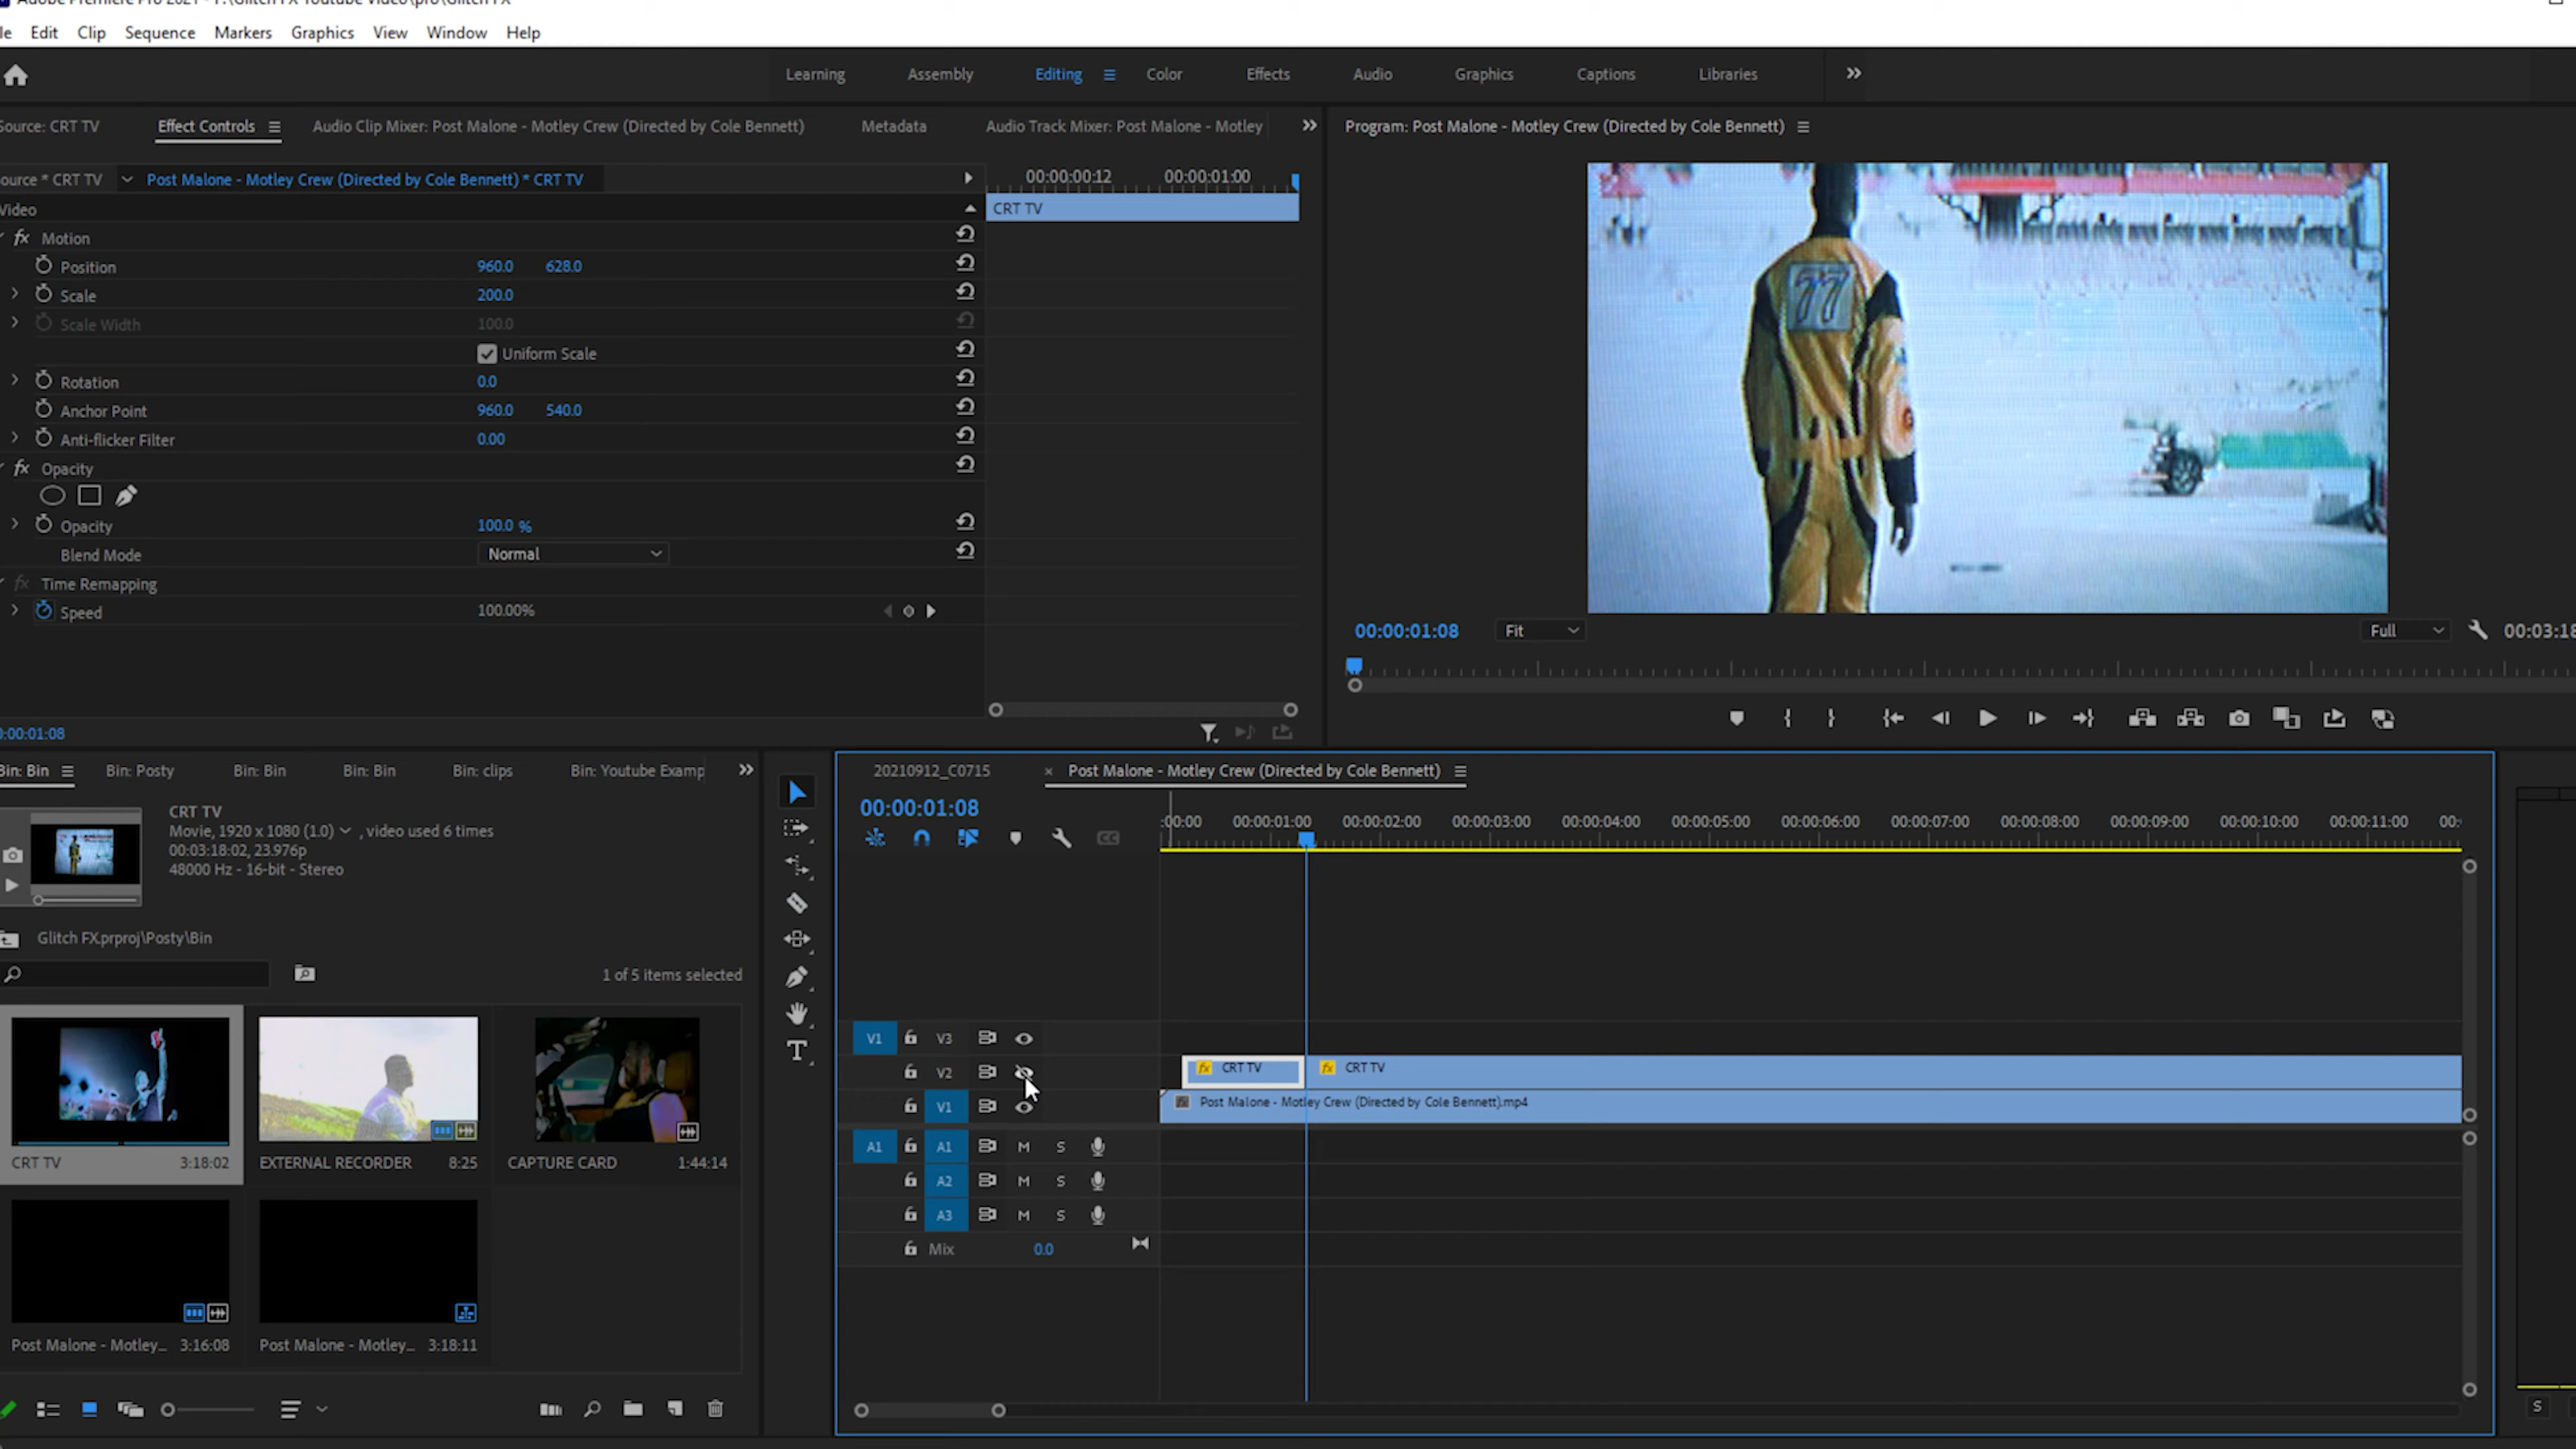 Adobe Premiere Pro 2021 - F:\Glitch FX Youtube Video\pro\Glitch FX
le Edit Clip Sequence Markers Graphics View Window Help
Learning Assembly Editing Color Effects Audio Graphics Captions Libraries
Source: CRT TV Effect Controls Audio Clip Mixer: Post Malone - Motley Crew (Directed by Cole Bennett) Metadata Audio Track Mixer: Post Malone - Motley
Program: Post Malone - Motley Crew (Directed by Cole Bennett)
ource * CRT TV Post Malone - Motley Crew (Directed by Cole Bennett) * CRT TV
00:00:00:12 00:00:01:00
Video
CRT TV
fx Motion
Position 960.0 628.0
Scale 200.0
Scale Width 100.0
Uniform Scale
Rotation 0.0
Anchor Point 960.0 540.0
Anti-flicker Filter 0.00
fx Opacity
Opacity 100.0 %
Blend Mode Normal
fx Time Remapping
Speed 100.00%
77
00:00:01:08 Fit Full 00:03:18
0:00:01:08
Bin: Bin Bin: Posty Bin: Bin Bin: Bin Bin: clips Bin: Youtube Examp
CRT TV
Movie, 1920 x 1080 (1.0) , video used 6 times
00:03:18:02, 23.976p
48000 Hz - 16-bit - Stereo
Glitch FX.prproj\Posty\Bin
1 of 5 items selected
CRT TV 3:18:02
EXTERNAL RECORDER 8:25
CAPTURE CARD 1:44:14
Post Malone - Motley... 3:16:08
Post Malone - Motley... 3:18:11
20210912_C0715 × Post Malone - Motley Crew (Directed by Cole Bennett)
00:00:01:08
:00:00 00:00:01:00 00:00:02:00 00:00:03:00 00:00:04:00 00:00:05:00 00:00:06:00 00:00:07:00 00:00:08:00 00:00:09:00 00:00:10:00 00:00:11:00 00:
CC
T
V1 V3
V2 fx CRT TV fx CRT TV
V1 fx Post Malone - Motley Crew (Directed by Cole Bennett).mp4
A1 A1 M S
A2 M S
A3 M S
Mix 0.0
S